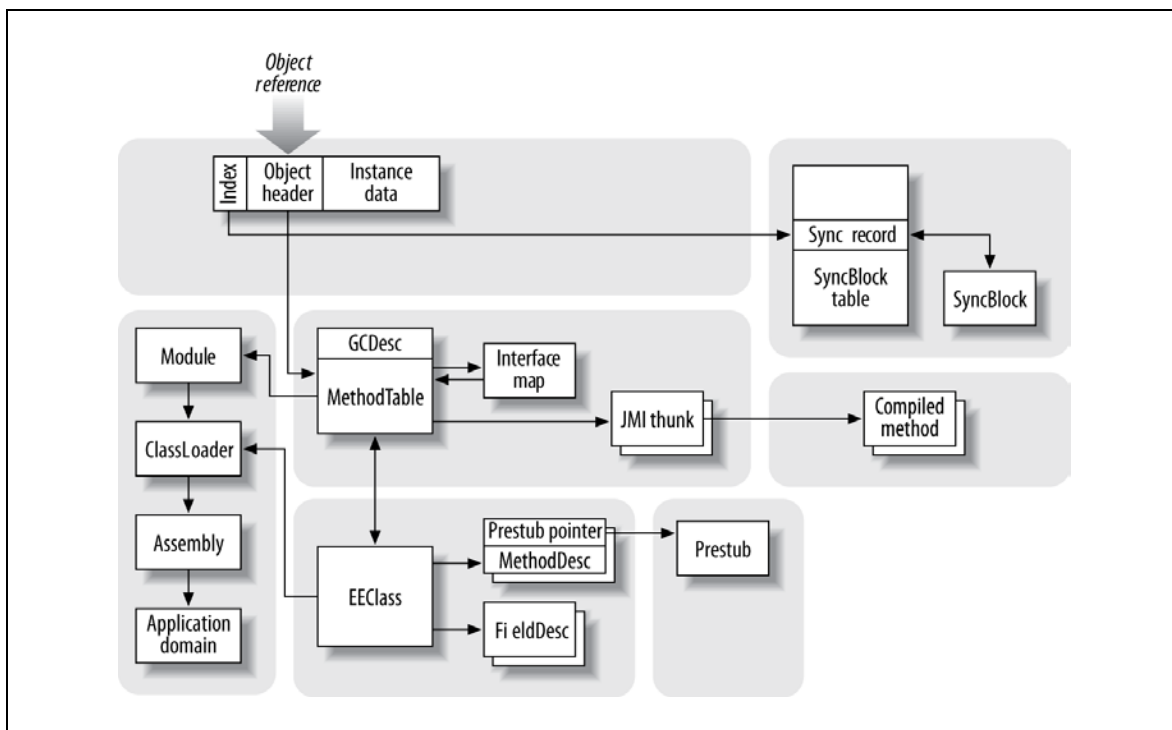 Object
reference
Index
Object
header
Instance
data
Sync record
SyncBlock
table
SyncBlock
Module
ClassLoader
Assembly
Application
domain
GCDesc
MethodTable
Interface
map
JMI thunk
Compiled
method
EEClass
Prestub pointer
MethodDesc
Fi eldDesc
Prestub